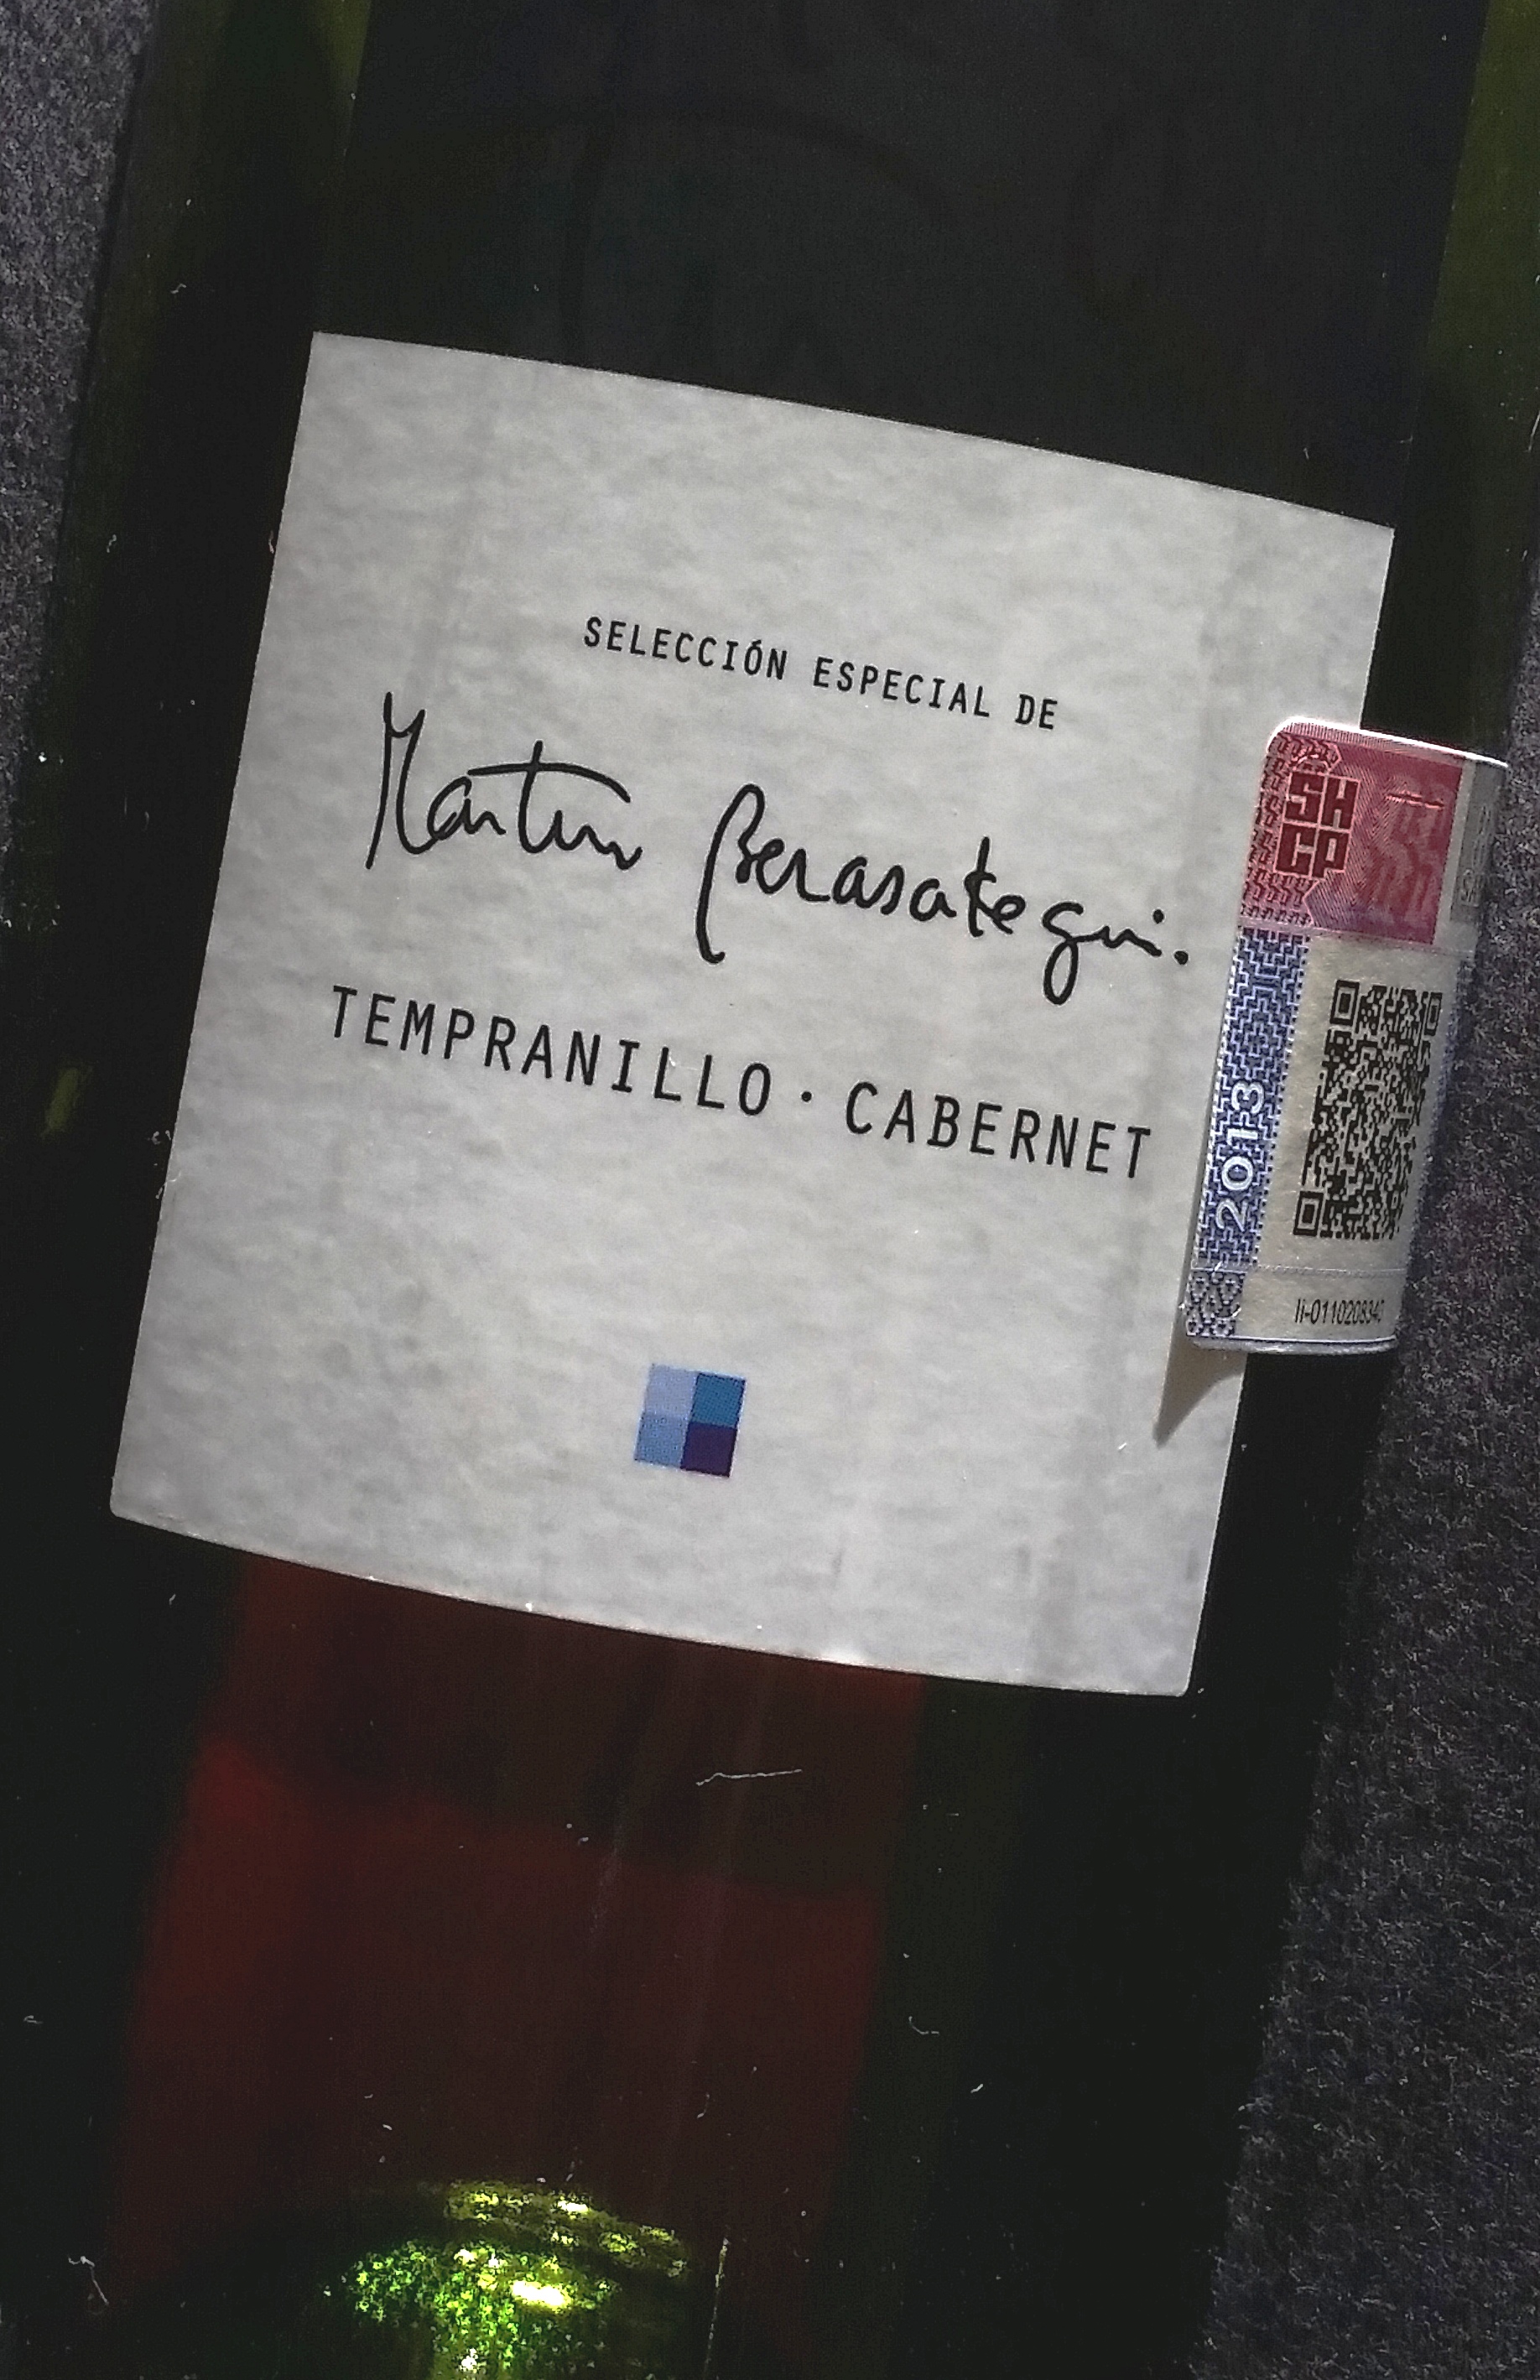 SELECCIÓN ESPECIAL DE
Martin Berasategui.
TEMPRANILLO · CABERNET
SH
CP
2013